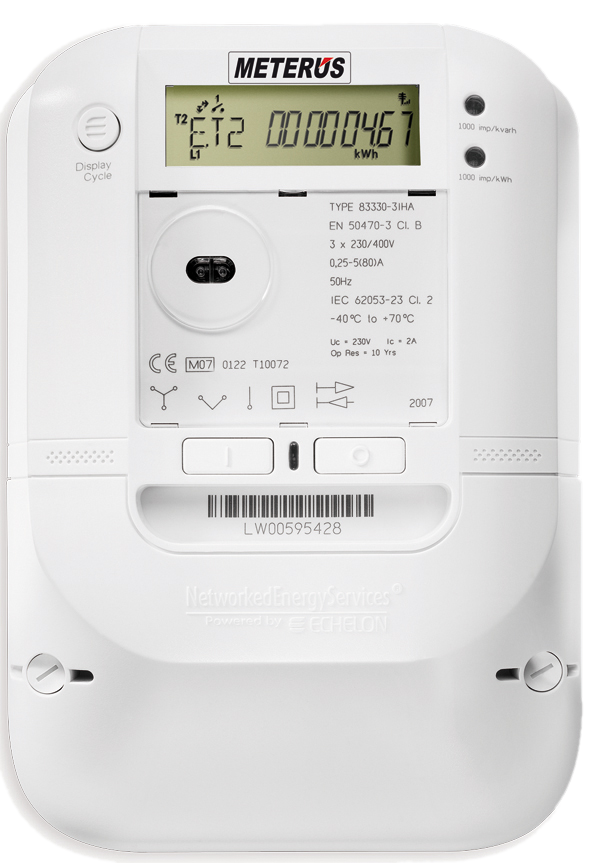 METERUS
1
T2 E.T2 00000467
L1 kWh
Display
Cycle
1000 imp/kvarh
1000 imp/kWh
TYPE 83330-3IHA
EN 50470-3 Cl. B
3 x 230/400V
0,25-5(80)A
50Hz
IEC 62053-23 Cl. 2
-40°C to +70°C
Uc = 230V Ic = 2A
Op Res = 10 Yrs
CE M07 0122 T10072
2007
LW00595428
NetworkedEnergyServices®
Powered by ECHELON